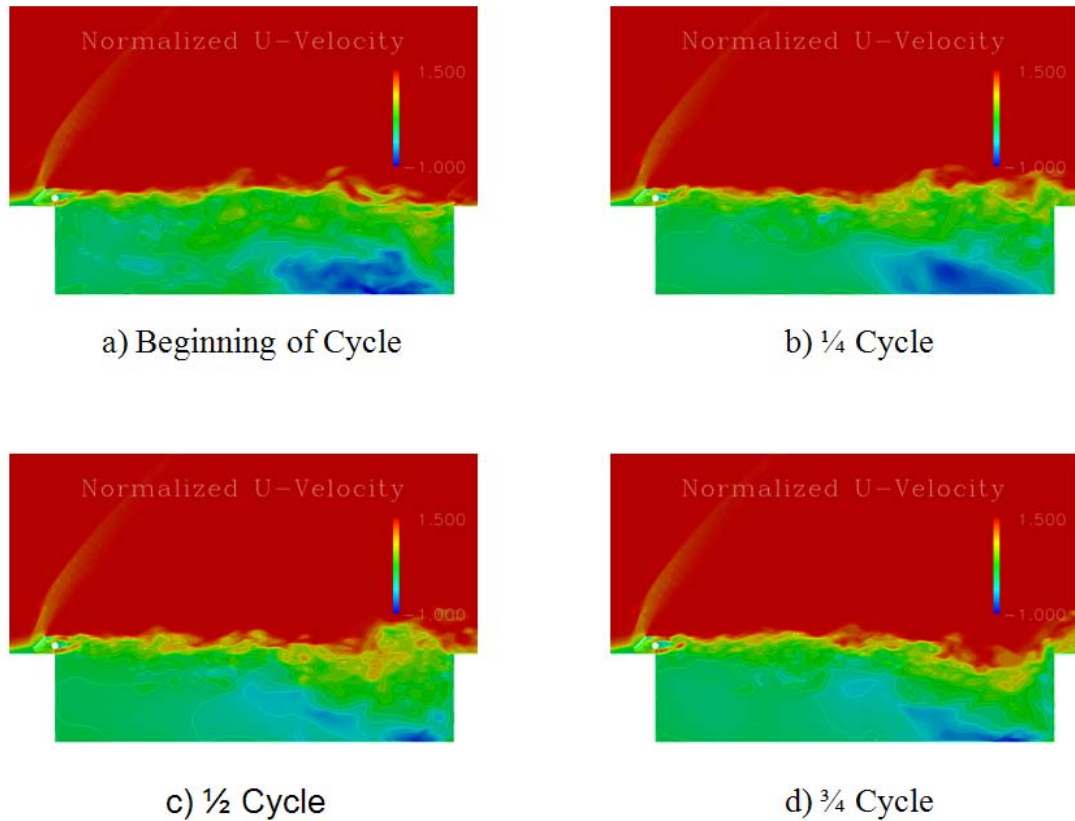 Normalized U-Velocity
1.500
-1.000
a) Beginning of Cycle
Normalized U-Velocity
1.500
-1.000
b) ¼ Cycle
Normalized U-Velocity
1.500
-1.000
c) ½ Cycle
Normalized U-Velocity
1.500
-1.000
d) ¾ Cycle